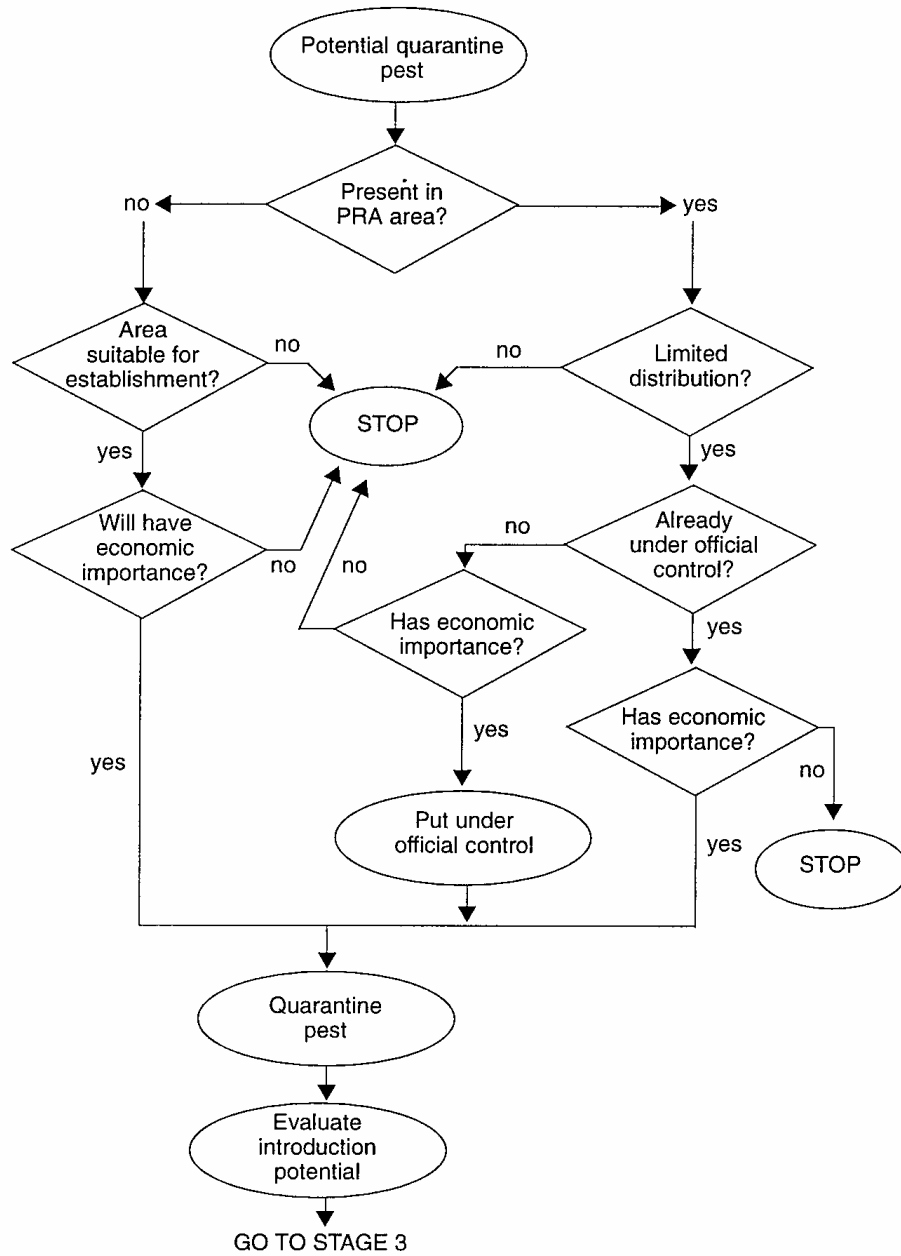 Potential quarantine
pest
Present in
PRA area?
no
yes
Area
suitable for
establishment?
no
no
Limited
distribution?
STOP
yes
yes
Will have
economic
importance?
no
no
no
Already
under official
control?
Has economic
importance?
yes
Has economic
importance?
yes
yes
no
Put under
official control
yes
STOP
Quarantine
pest
Evaluate
introduction
potential
GO TO STAGE 3